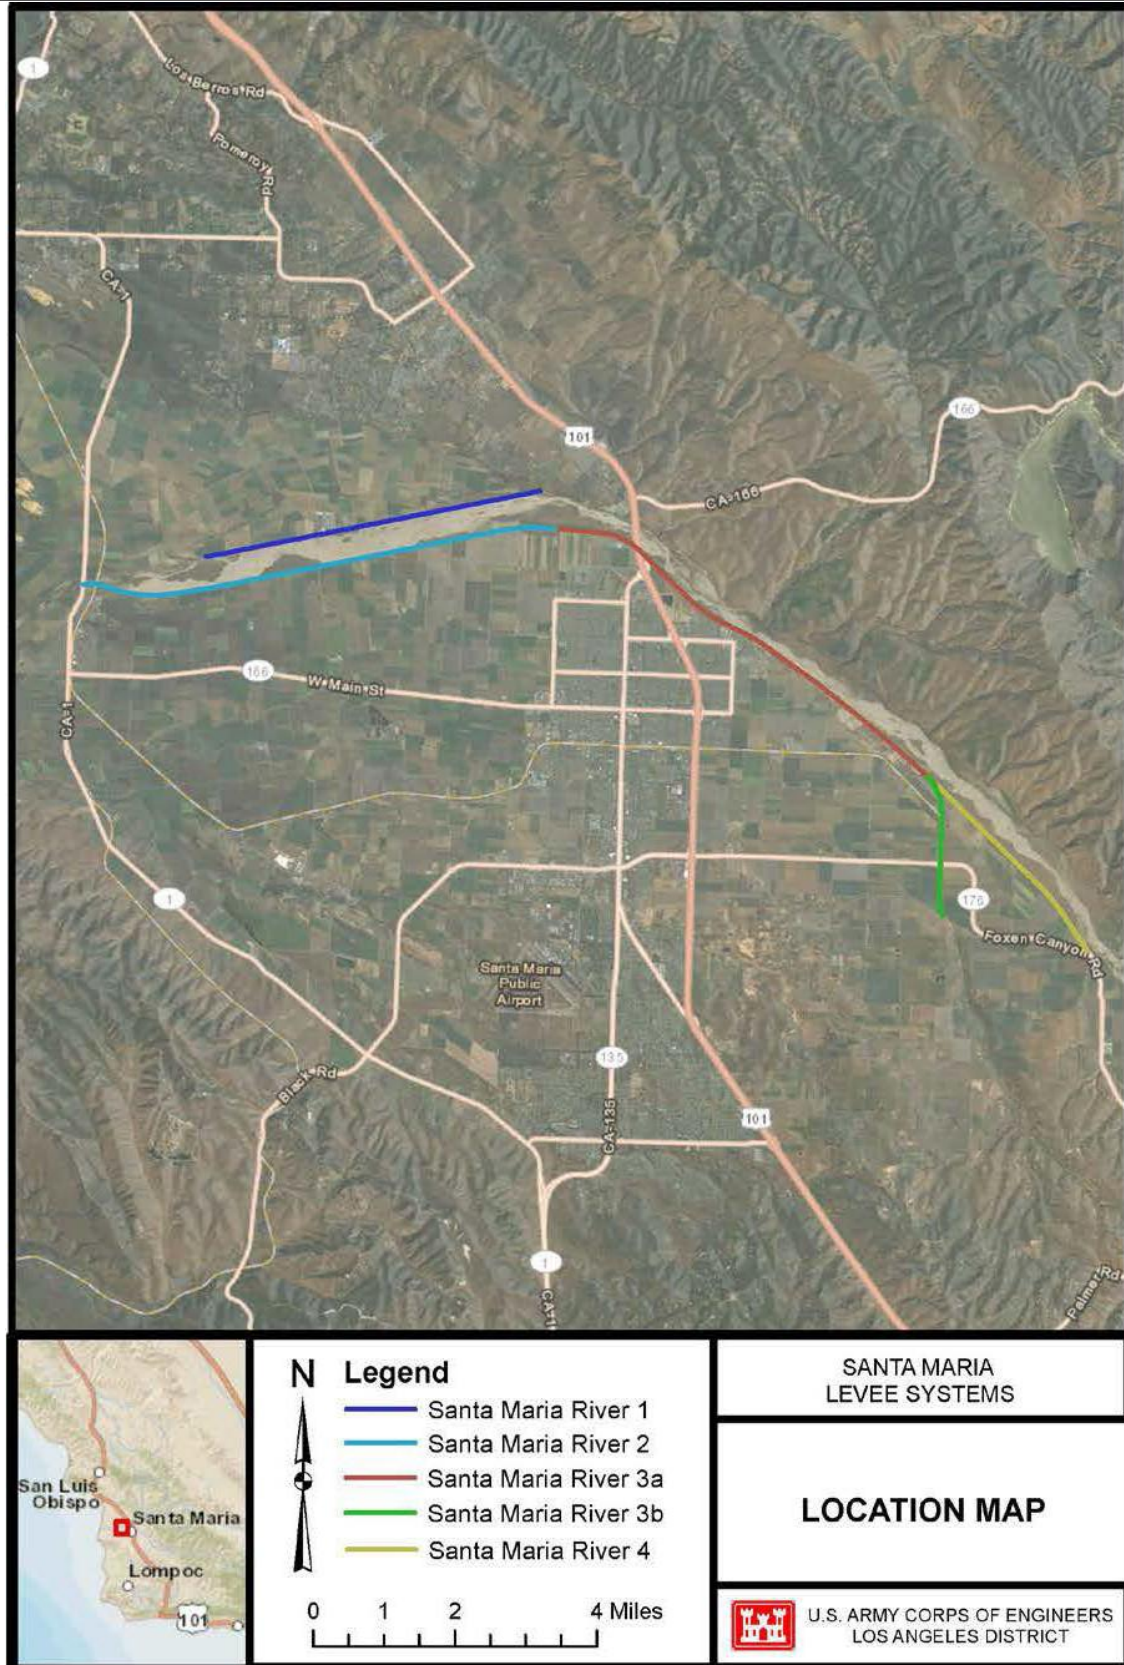 1
Los Berros Rd
Pomeroy Rd
CA-1
101
166
CA-166
166
W Main St
CA-1
1
176
Foxen Canyon Rd
Santa Maria
Public
Airport
135
Black Rd
CA-135
101
1
CA-1
Palmer Rd
San Luis
Obispo
Santa Maria
Lompoc
101
N
Legend
Santa Maria River 1
Santa Maria River 2
Santa Maria River 3a
Santa Maria River 3b
Santa Maria River 4
0 1 2 4 Miles
SANTA MARIA
LEVEE SYSTEMS
LOCATION MAP
U.S. ARMY CORPS OF ENGINEERS
LOS ANGELES DISTRICT